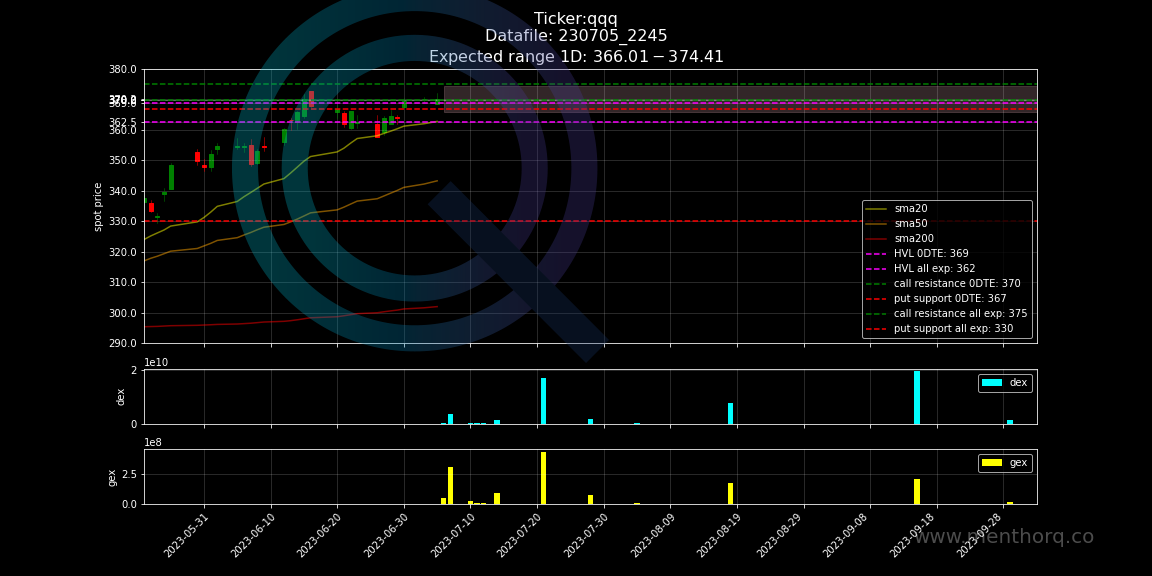 Ticker:qqq
Datafile: 230705_2245
Expected range 1D: 366.01 − 374.41
380.0
362.5
360.0
350.0
340.0
330.0
320.0
310.0
300.0
290.0
spot price
sma20
sma50
sma200
HVL 0DTE: 369
HVL all exp: 362
call resistance 0DTE: 370
put support 0DTE: 367
call resistance all exp: 375
put support all exp: 330
1e10
2
0
dex
dex
1e8
2.5
0.0
gex
gex
2023-05-31
2023-06-10
2023-06-20
2023-06-30
2023-07-10
2023-07-20
2023-07-30
2023-08-09
2023-08-19
2023-08-29
2023-09-08
2023-09-18
2023-09-28
www.menthorq.co